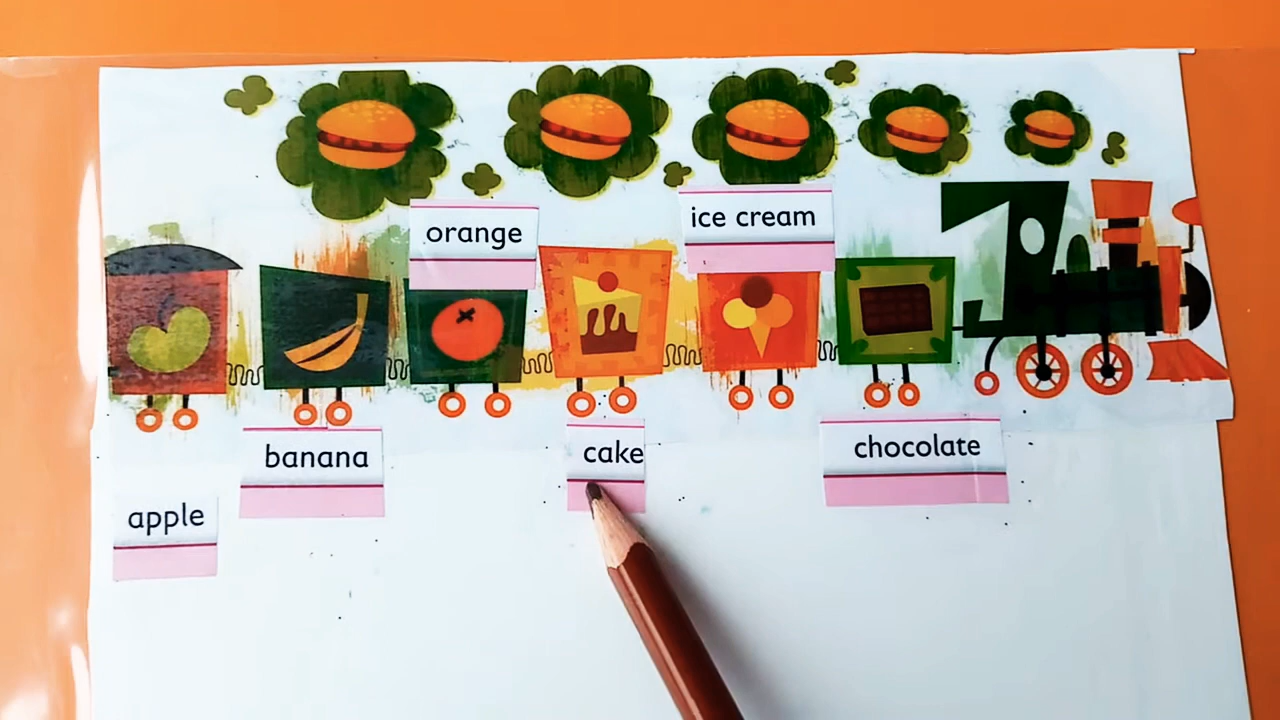 orange
ice cream
banana
cake
chocolate
apple